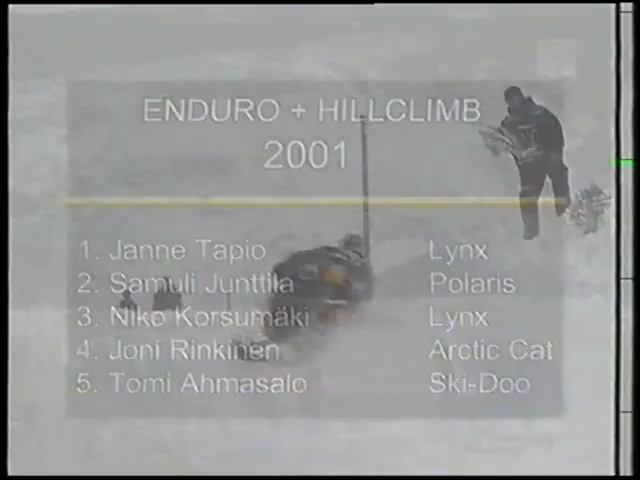 ENDURO + HILLCLIMB
2001
1. Janne Tapio Lynx
2. Samuli Junttila Polaris
3. Niko Korsumäki Lynx
4. Joni Rinkinen Arctic Cat
5. Tomi Ahmasalo Ski-Doo